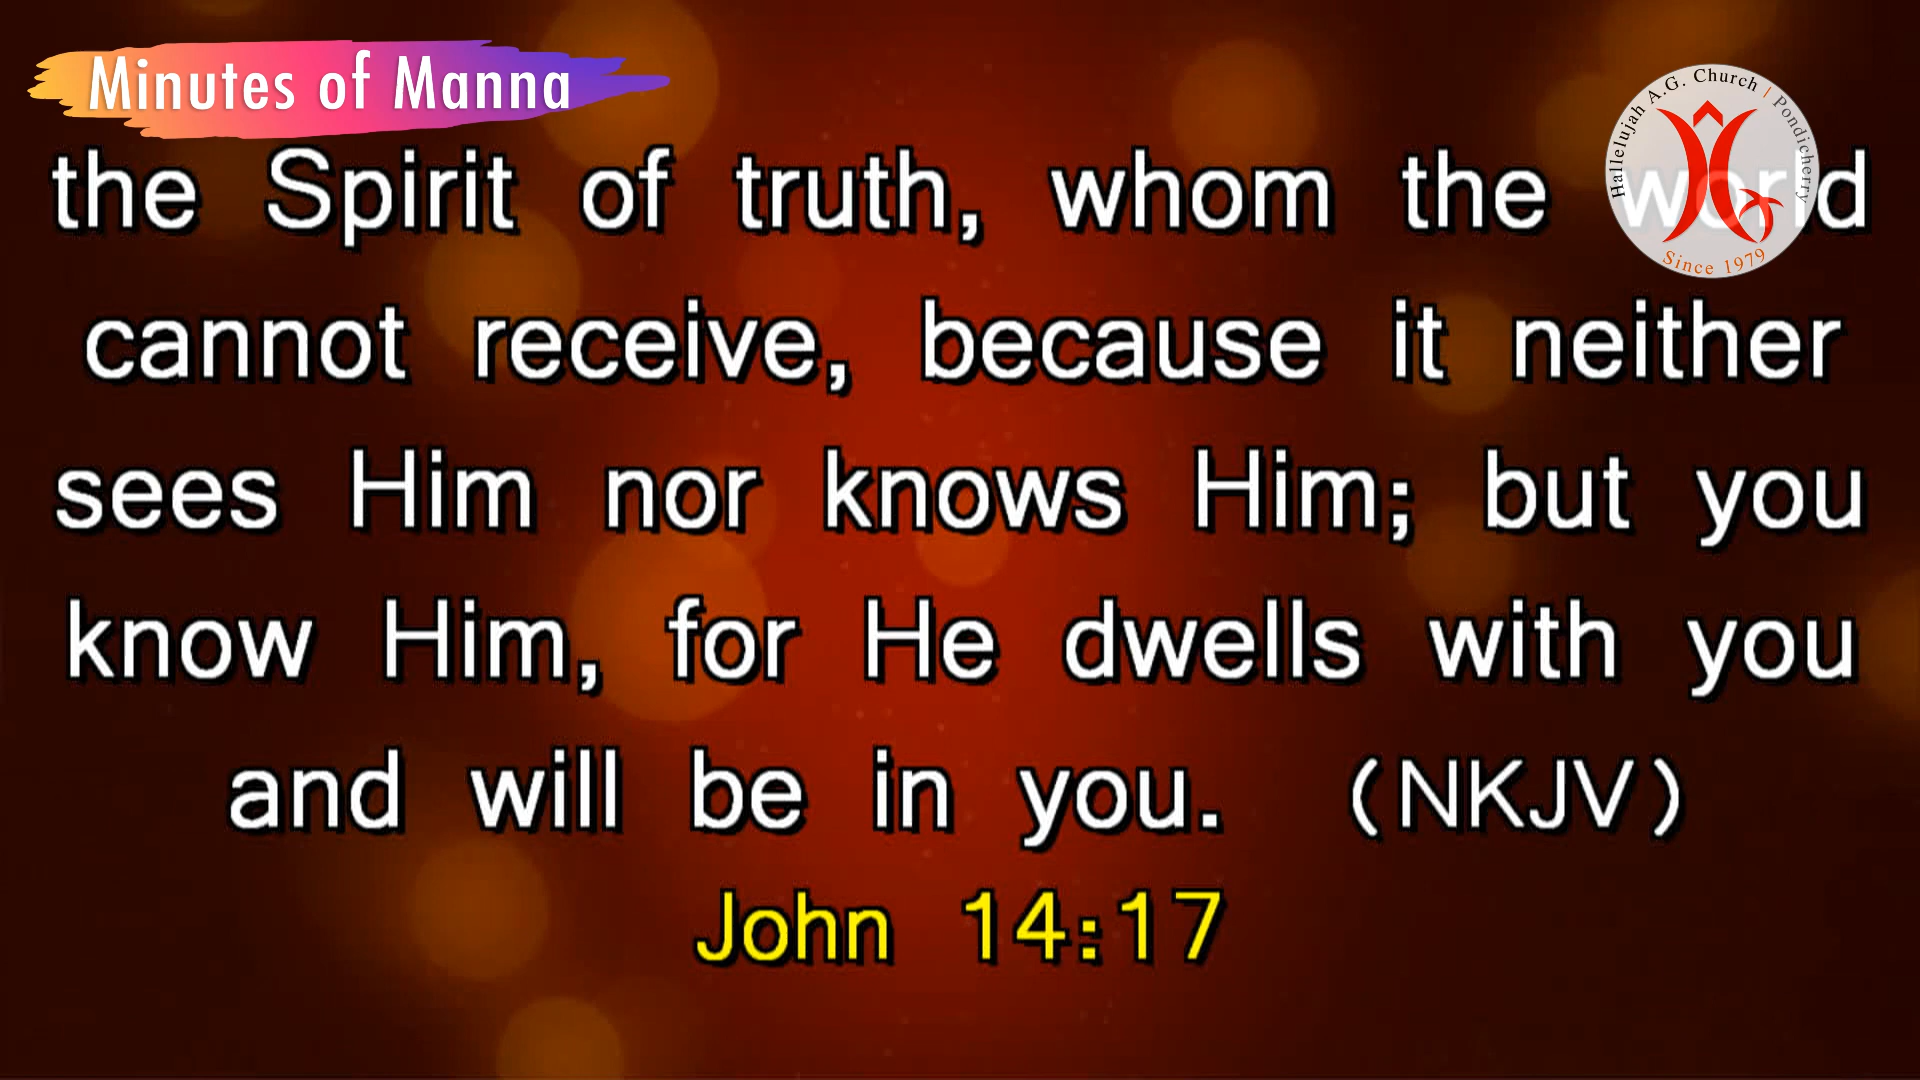 Minutes of Manna
Hallelujah A.G. Church | Pondicherry
Since 1979
the Spirit of truth, whom the world
cannot receive, because it neither
sees Him nor knows Him; but you
know Him, for He dwells with you
and will be in you. (NKJV)
John 14:17